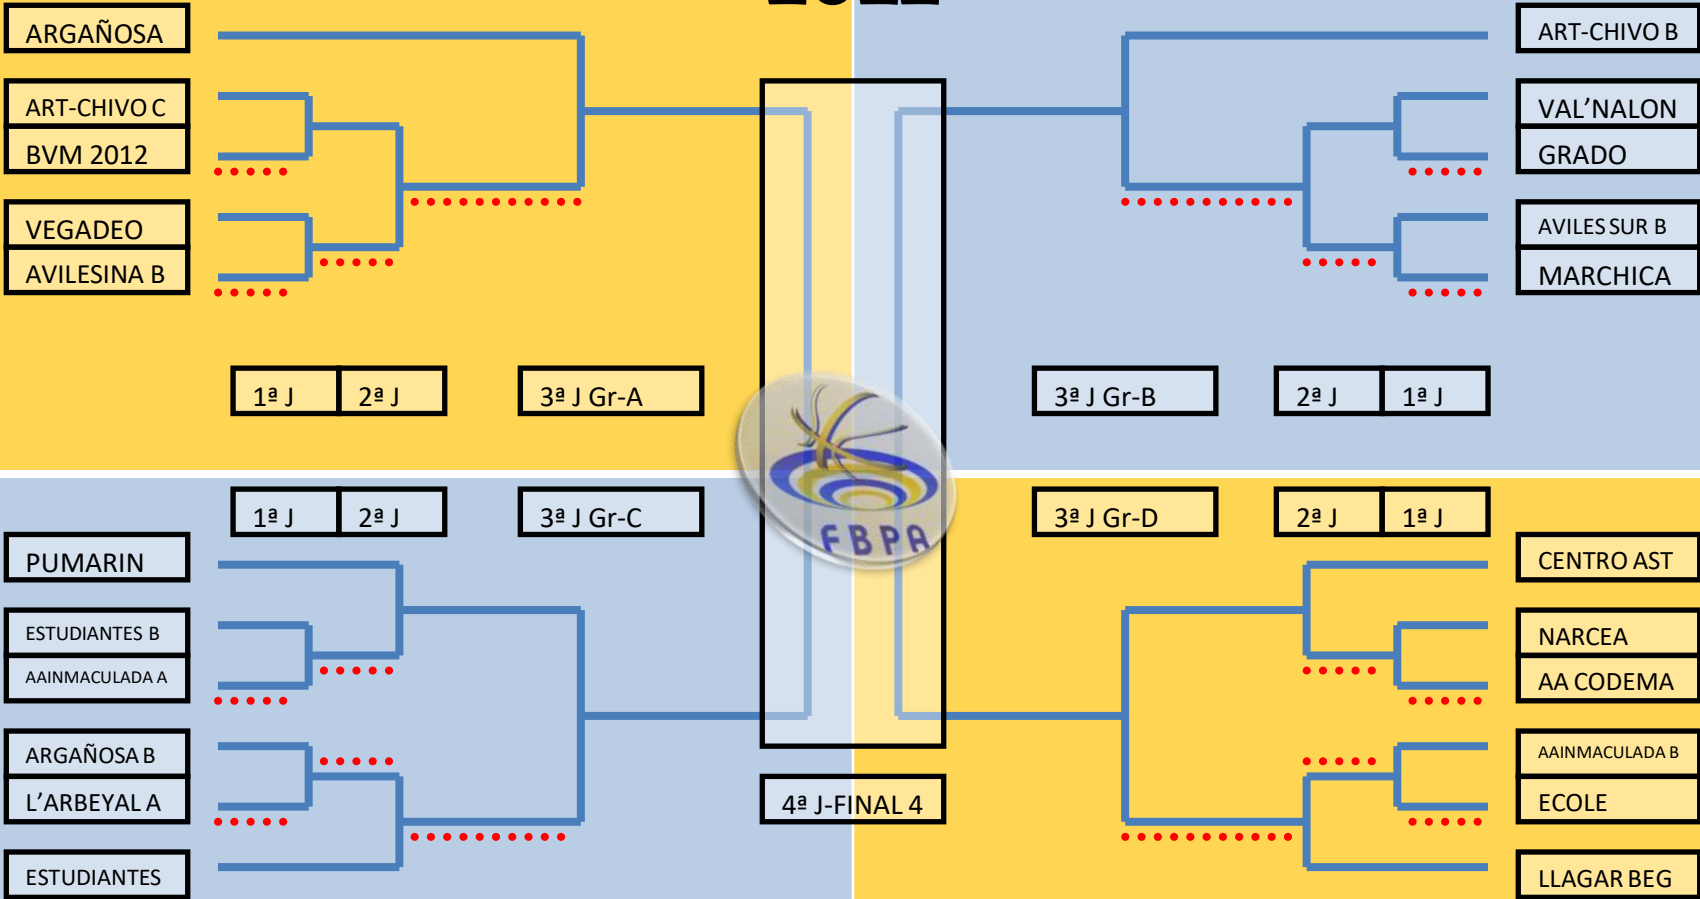 ARGAÑOSA
ART-CHIVO C
BVM 2012
VEGADEO
AVILESINA B
1ª J
2ª J
3ª J Gr-A
ART-CHIVO B
VAL’NALON
GRADO
AVILES SUR B
MARCHICA
3ª J Gr-B
2ª J
1ª J
FBPA
1ª J
2ª J
3ª J Gr-C
PUMARIN
ESTUDIANTES B
AAINMACULADA A
ARGAÑOSA B
L’ARBEYAL A
ESTUDIANTES
4ª J-FINAL 4
3ª J Gr-D
2ª J
1ª J
CENTRO AST
NARCEA
AA CODEMA
AAINMACULADA B
ECOLE
LLAGAR BEG